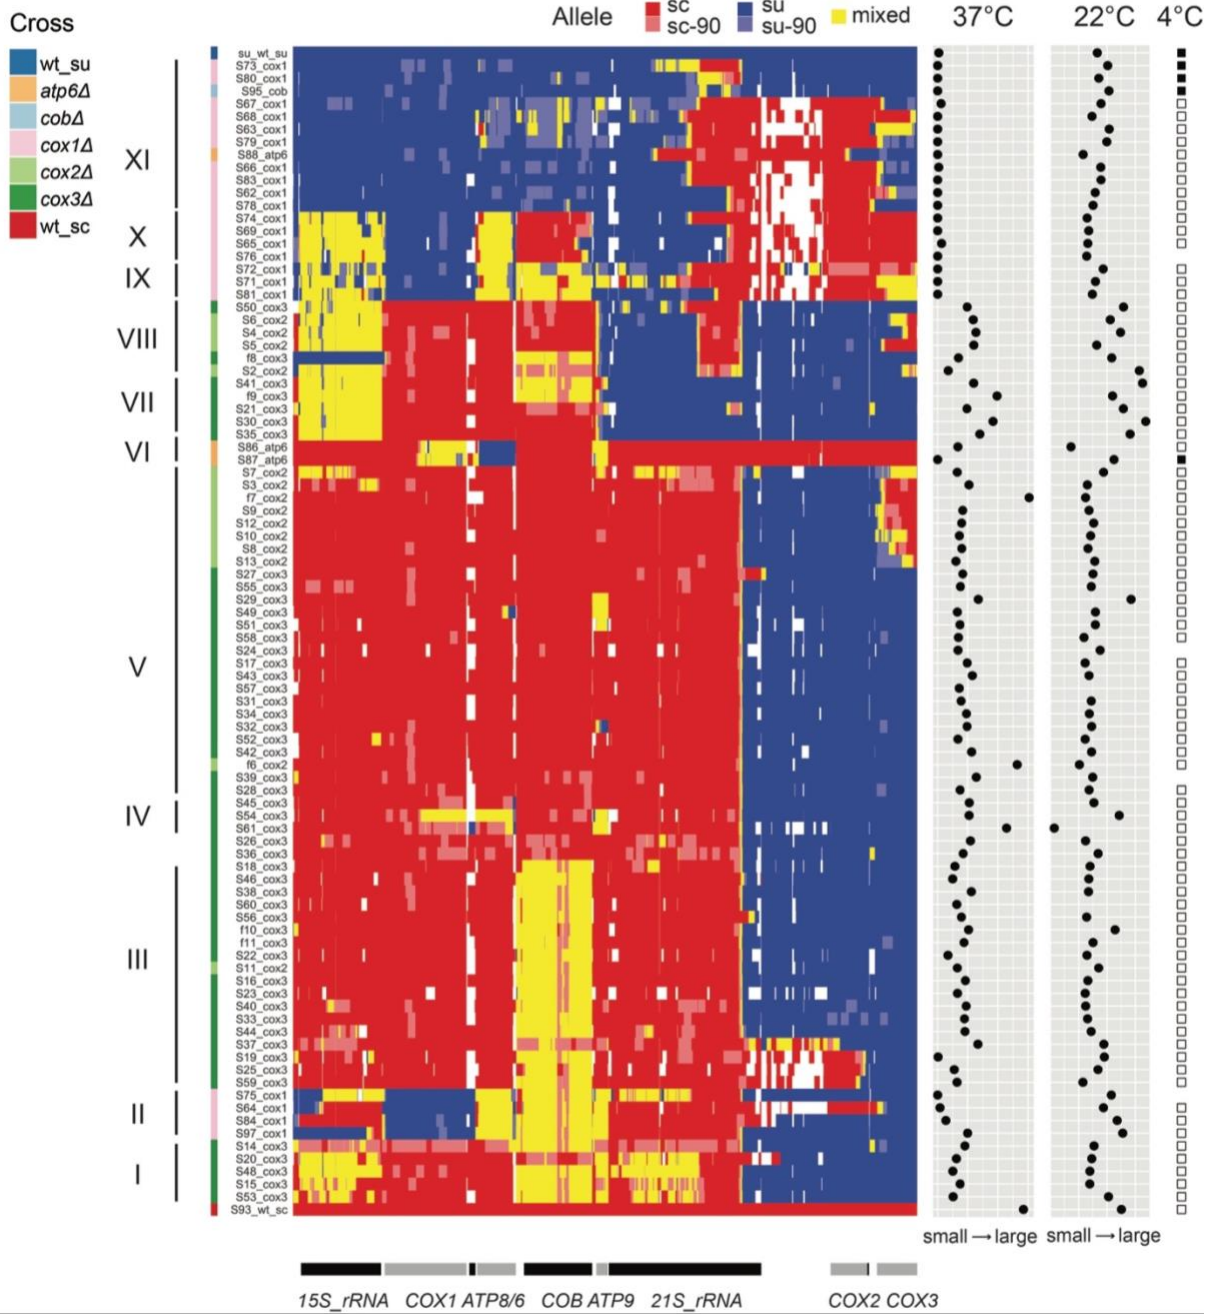 Cross
wt_su
atp6Δ
cobΔ
cox1Δ
cox2Δ
cox3Δ
wt_sc
Allele
sc
sc-90
su
su-90
mixed
37°C
22°C
4°C
XI
X
IX
VIII
VII
VI
V
IV
III
II
I
su_wt_su
S73_cox1
S80_cox1
S95_cob
S67_cox1
S68_cox1
S63_cox1
S79_cox1
S88_atp6
S66_cox1
S83_cox1
S62_cox1
S78_cox1
S74_cox1
S69_cox1
S65_cox1
S76_cox1
S72_cox1
S71_cox1
S81_cox1
S50_cox3
S6_cox2
S4_cox2
S5_cox2
f8_cox3
S2_cox2
S41_cox3
f9_cox3
S21_cox3
S30_cox3
S35_cox3
S86_atp6
S87_atp6
S7_cox2
S3_cox2
f7_cox2
S9_cox2
S12_cox2
S10_cox2
S8_cox2
S13_cox2
S27_cox3
S55_cox3
S29_cox3
S49_cox3
S51_cox3
S58_cox3
S24_cox3
S17_cox3
S43_cox3
S57_cox3
S31_cox3
S34_cox3
S32_cox3
S52_cox3
S42_cox3
f6_cox2
S39_cox3
S28_cox3
S45_cox3
S54_cox3
S61_cox3
S26_cox3
S36_cox3
S18_cox3
S46_cox3
S38_cox3
S60_cox3
S56_cox3
f10_cox3
f11_cox3
S22_cox3
S11_cox2
S16_cox3
S23_cox3
S40_cox3
S33_cox3
S44_cox3
S37_cox3
S19_cox3
S25_cox3
S59_cox3
S75_cox1
S64_cox1
S84_cox1
S97_cox1
S14_cox3
S20_cox3
S48_cox3
S15_cox3
S53_cox3
S93_wt_sc
small → large
small → large
15S_rRNA COX1 ATP8/6 COB ATP9 21S_rRNA COX2 COX3